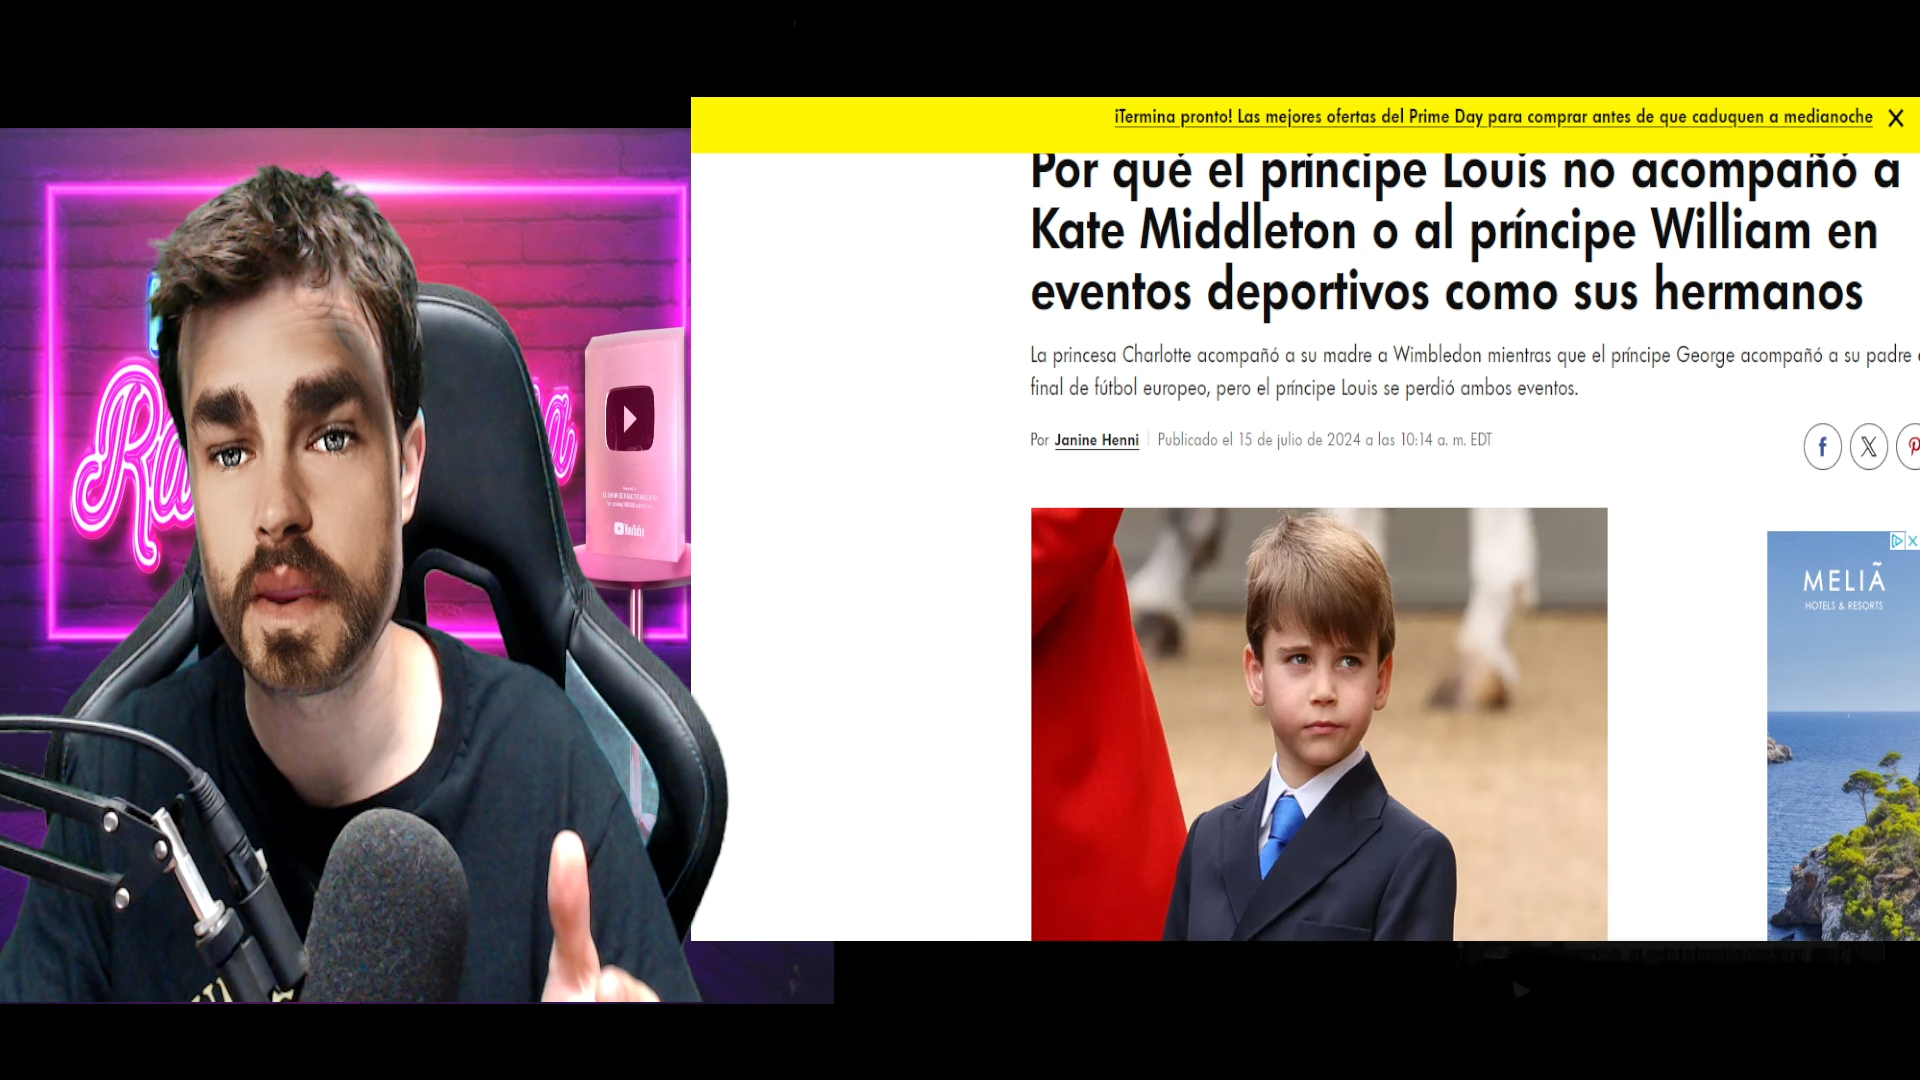 ¡Termina pronto! Las mejores ofertas del Prime Day para comprar antes de que caduquen a medianoche
Por qué el príncipe Louis no acompañó a
Kate Middleton o al príncipe William en
eventos deportivos como sus hermanos
La princesa Charlotte acompañó a su madre a Wimbledon mientras que el príncipe George acompañó a su padre
final de fútbol europeo, pero el príncipe Louis se perdió ambos eventos.
Por Janine Henni Publicado el 15 de julio de 2024 a las 10:14 a. m. EDT
MELIÃ
HOTELS & RESORTS
YouTube